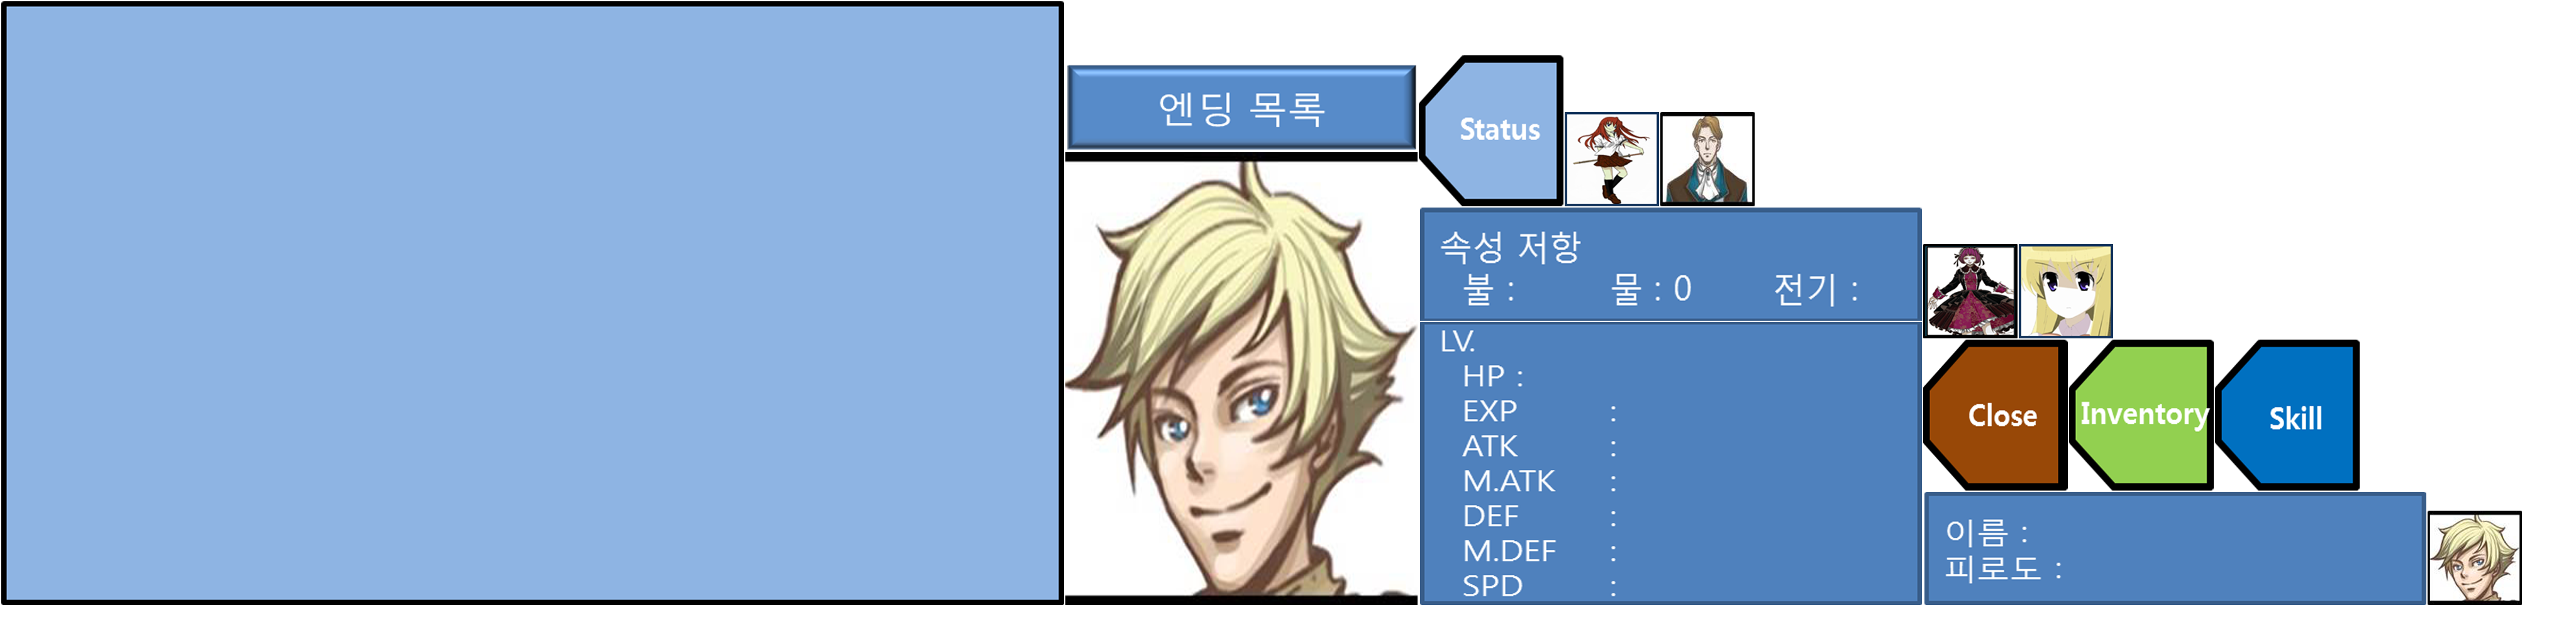 엔딩 목록
Status
속성 저항
불 : 물 : 0 전기 :
LV.
HP :
EXP :
ATK :
M.ATK :
DEF :
M.DEF :
SPD :
Close
Inventory
Skill
이름 :
피로도 :